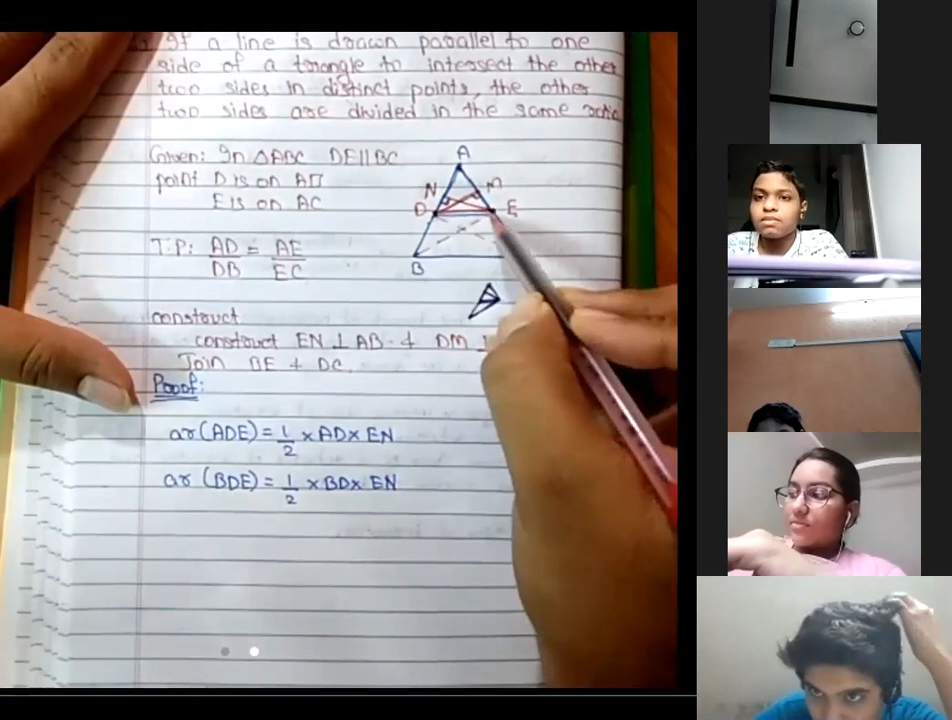 If a line is drawn parallel to one
side of a triangle to intersect the other
two sides in distinct points, the other
two sides are divided in the same ratio
Given: In △ABC DE||BC
point D is on AB
E is on AC
T.P: AD/DB = AE/EC
A
N M
D E
B
construct
construct EN ⊥ AB & DM ⊥
Join BE & DC.
Proof:
ar(ADE) = 1/2 × AD × EN
ar (BDE) = 1/2 × BD × EN